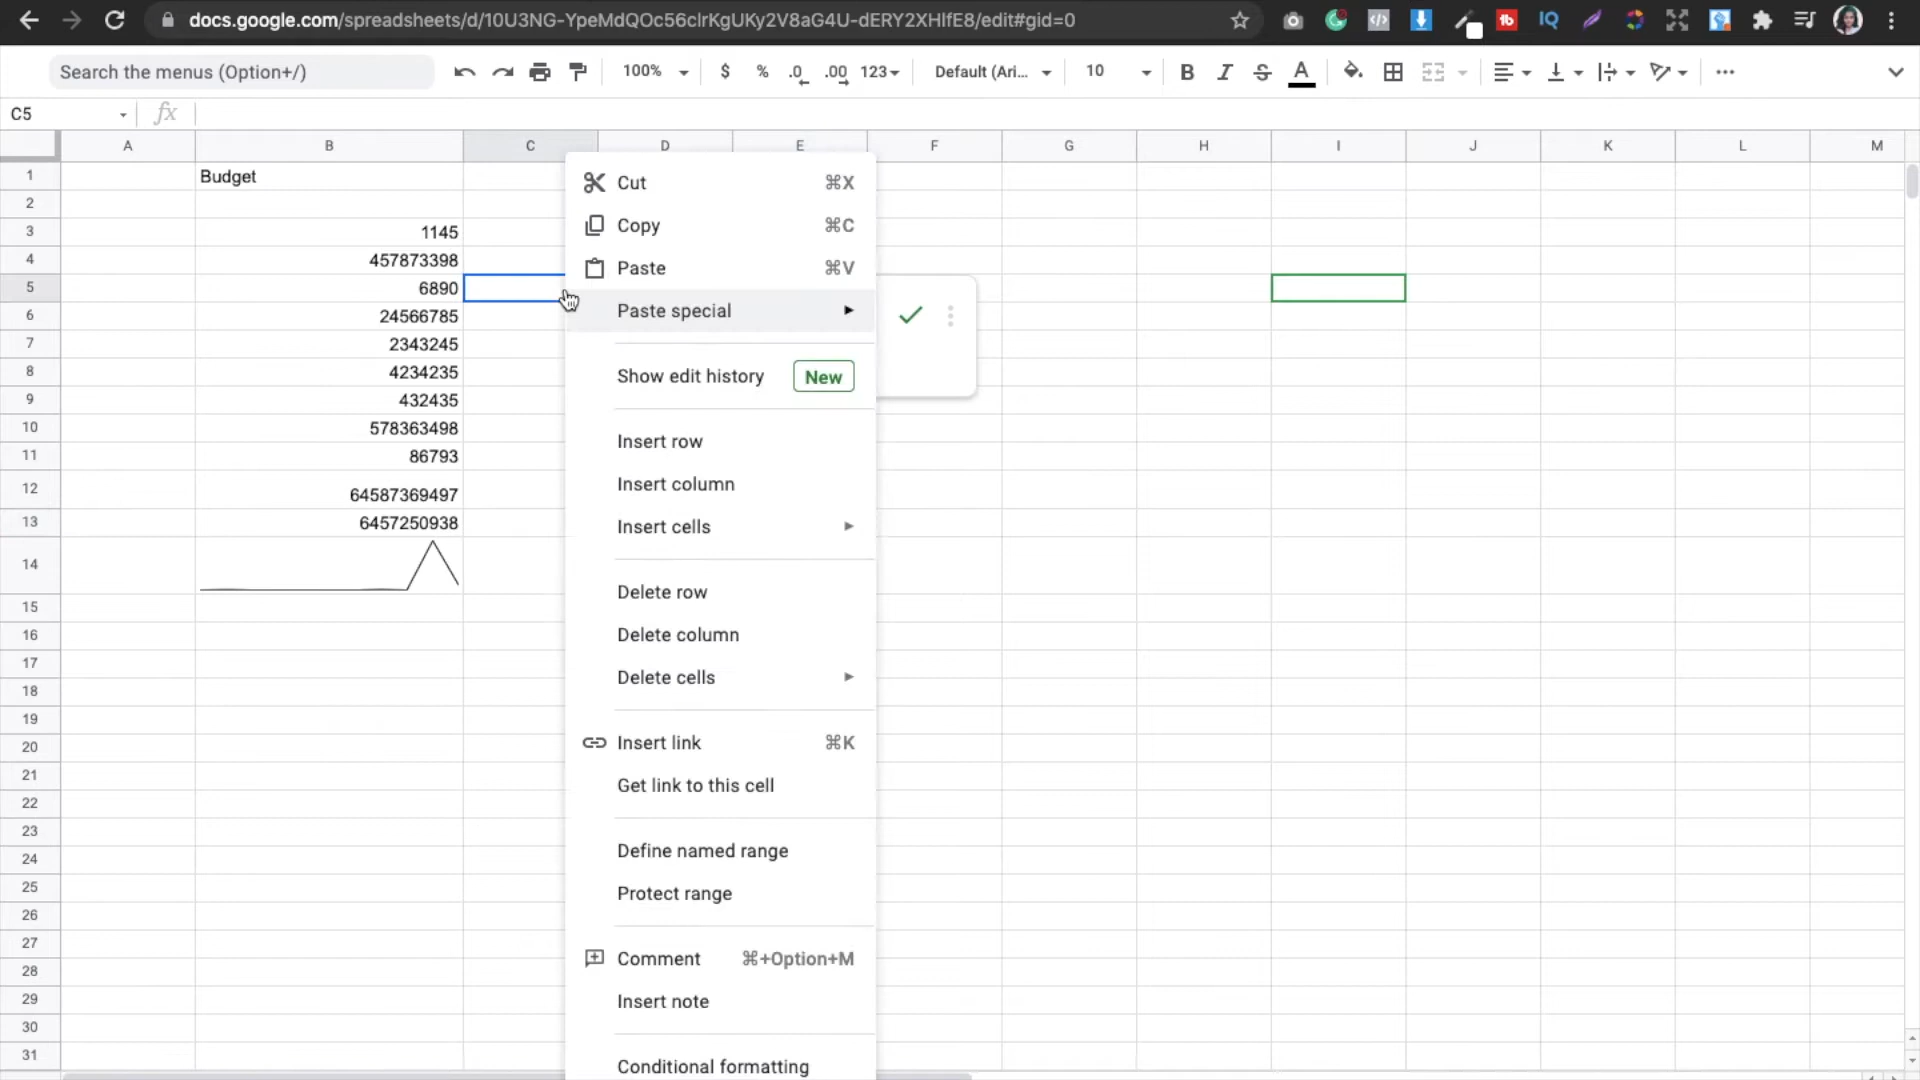 docs.google.com/spreadsheets/d/10U3NG-YpeMdQOc56clrKgUKy2V8aG4U-dERY2XHlfE8/edit#gid=0
Search the menus (Option+/)
100% $ % .0 .00 123 Default (Ari... 10 B I S A
C5 fx
A B C D E F G H I J K L M
1 Budget
2
3 1145
4 457873398
5 6890
6 24566785
7 2343245
8 4234235
9 432435
10 578363498
11 86793
12 64587369497
13 6457250938
14
15
16
17
18
19
20
21
22
23
24
25
26
27
28
29
30
31
Cut ⌘X
Copy ⌘C
Paste ⌘V
Paste special
Show edit history New
Insert row
Insert column
Insert cells
Delete row
Delete column
Delete cells
Insert link ⌘K
Get link to this cell
Define named range
Protect range
Comment ⌘+Option+M
Insert note
Conditional formatting